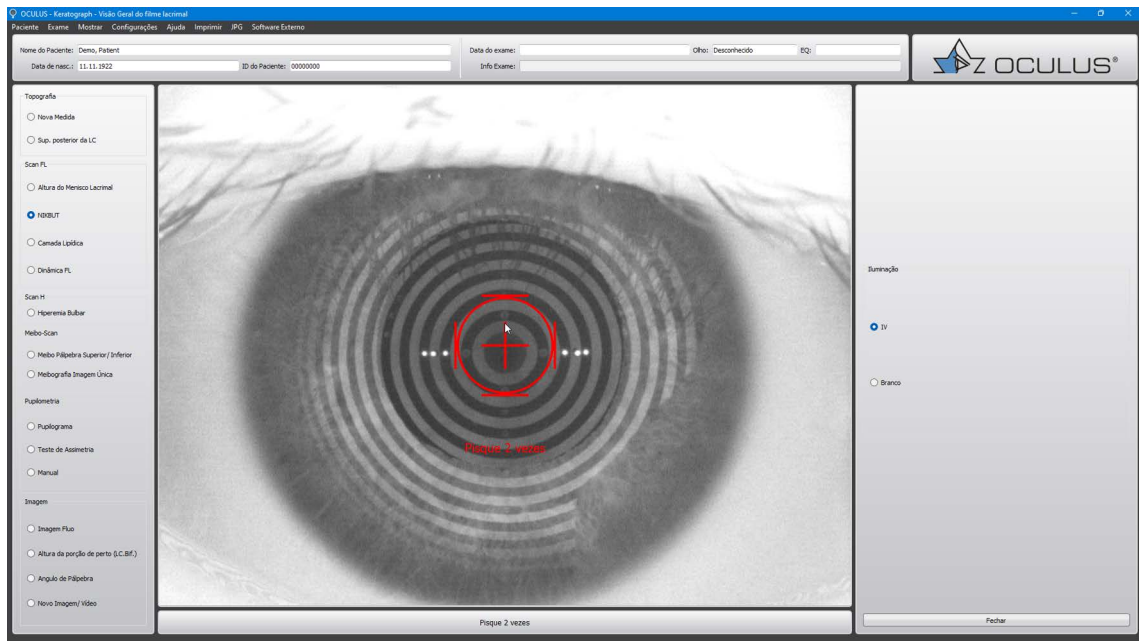 OCULUS - Keratograph - Visão Geral do filme lacrimal
Paciente Exame Mostrar Configurações Ajuda Imprimir JPG Software Externo
Nome do Paciente: Demo, Patient
Data do exame:
Olho: Desconhecido
EQ:
Data de nasc.: 11.11.1922
ID do Paciente: 00000000
Info Exame:
OCULUS®
Topografia
Nova Medida
Sup. posterior da LC
Scan FL
Altura do Menisco Lacrimal
NIKBUT
Camada Lipídica
Dinâmica FL
Scan H
Hiperemia Bulbar
Meibo-Scan
Meibo Pálpebra Superior/ Inferior
Meibografia Imagem Única
Pupilometria
Pupilograma
Teste de Assimetria
Manual
Imagem
Imagem Fluo
Altura da porção de perto (LC.Bif.)
Angulo de Pálpebra
Novo Imagem/ Vídeo
Pisque 2 vezes
Pisque 2 vezes
Iluminação
IV
Branco
Fechar